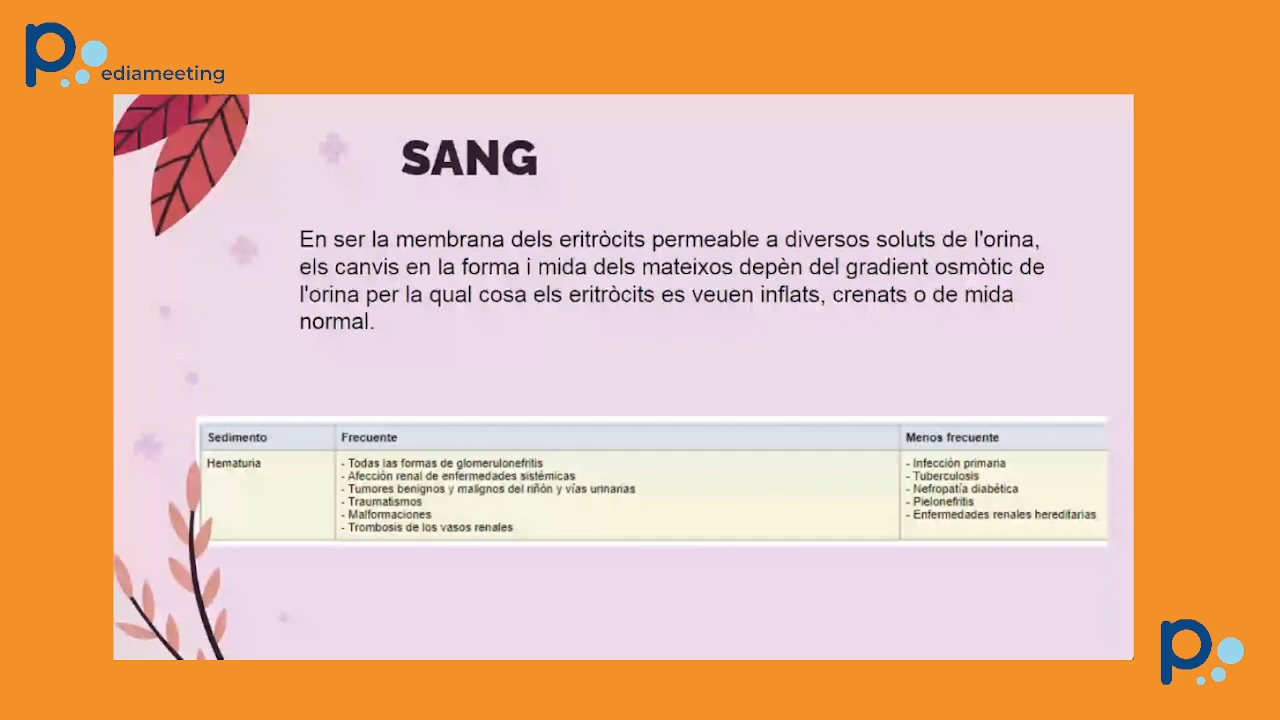 pediameeting
SANG
En ser la membrana dels eritròcits permeable a diversos soluts de l'orina,
els canvis en la forma i mida dels mateixos depèn del gradient osmòtic de
l'orina per la qual cosa els eritròcits es veuen inflats, crenats o de mida
normal.
Sedimento
Frecuente
Menos frecuente
Hematuria
- Todas las formas de glomerulonefritis
- Afección renal de enfermedades sistémicas
- Tumores benignos y malignos del riñón y vías urinarias
- Traumatismos
- Malformaciones
- Trombosis de los vasos renales
- Infección primaria
- Tuberculosis
- Nefropatía diabética
- Pielonefritis
- Enfermedades renales hereditarias
p